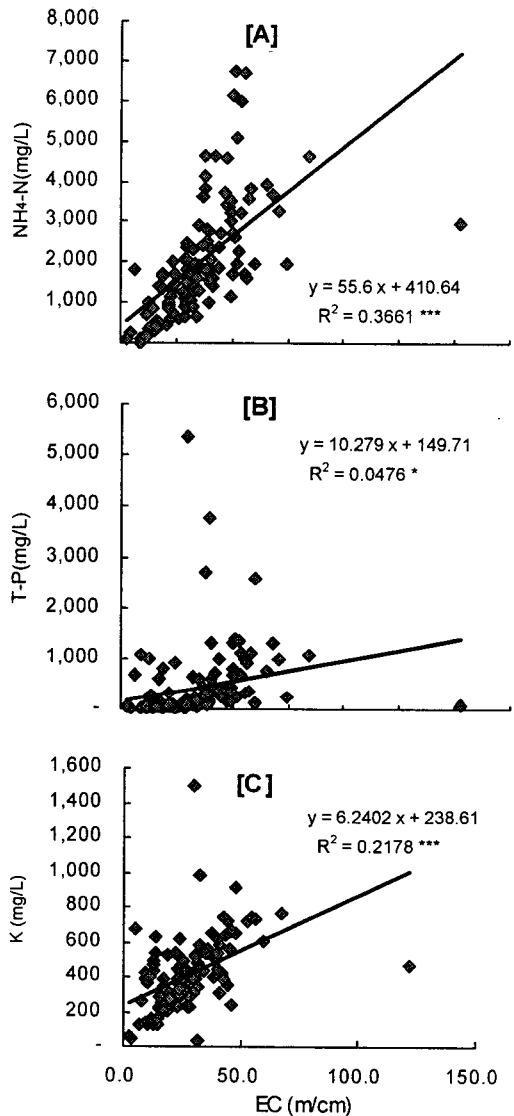 [A]
8,000
7,000
6,000
5,000
4,000
3,000
2,000
1,000
NH4-N(mg/L)
y = 55.6 x + 410.64
R² = 0.3661 ***
[B]
6,000
5,000
4,000
3,000
2,000
1,000
-
T-P(mg/L)
y = 10.279 x + 149.71
R² = 0.0476 *
[C]
1,600
1,400
1,200
1,000
800
600
400
200
-
K (mg/L)
y = 6.2402 x + 238.61
R² = 0.2178 ***
0.0 50.0 100.0 150.0
EC (m/cm)